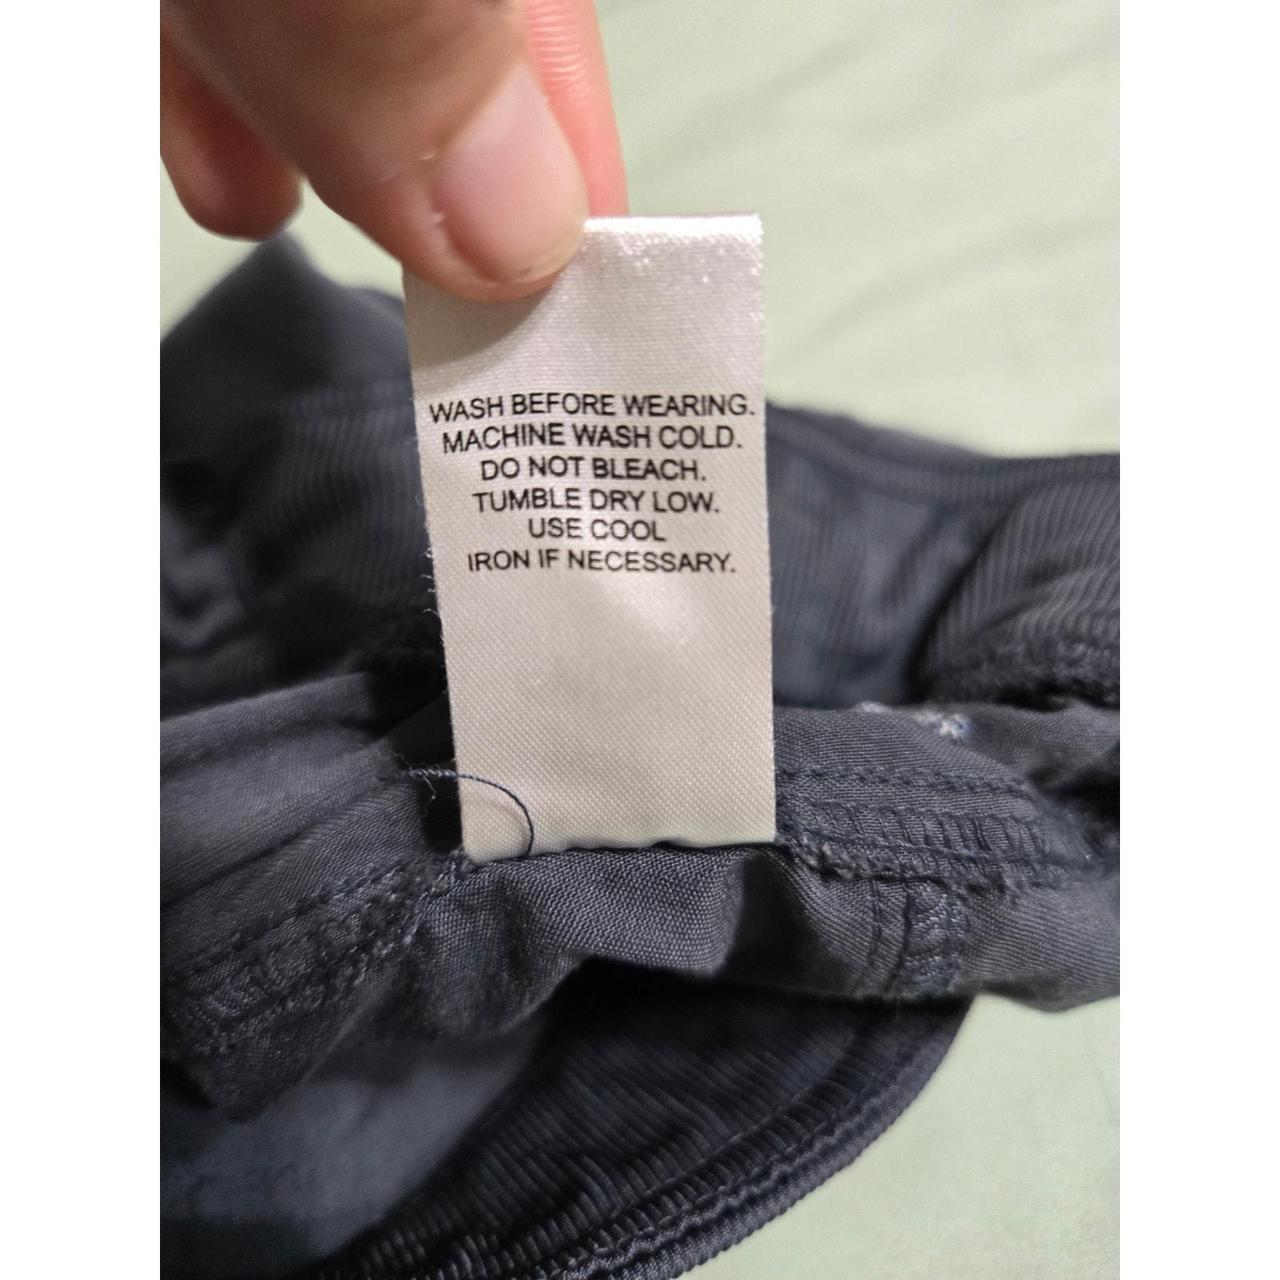 WASH BEFORE WEARING.
MACHINE WASH COLD.
DO NOT BLEACH.
TUMBLE DRY LOW.
USE COOL
IRON IF NECESSARY.